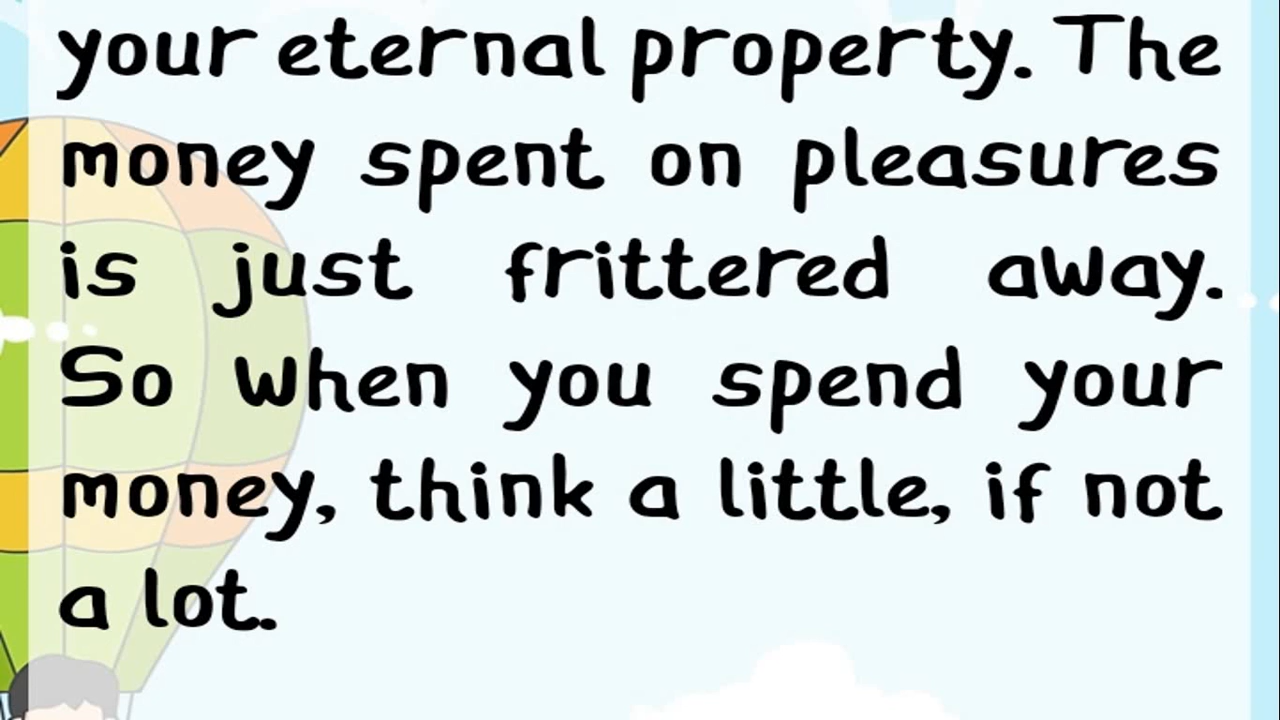 your eternal property. The
money spent on pleasures
is just frittered away.
So when you spend your
money, think a little, if not
a lot.